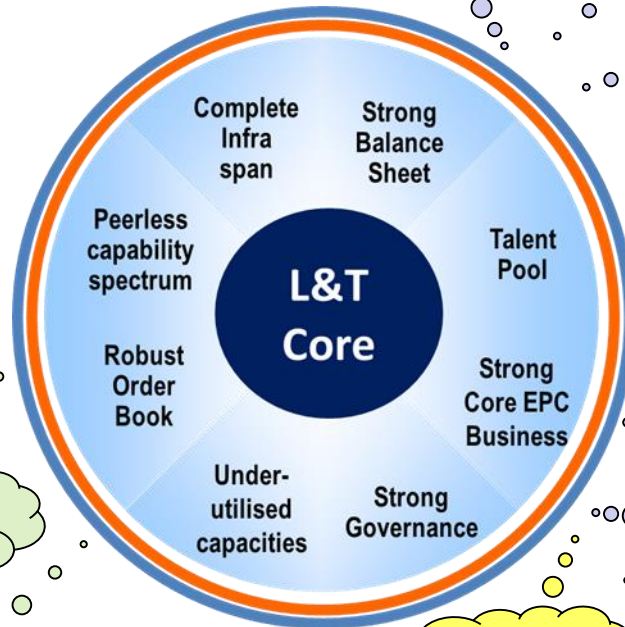 Complete
Infra
span
Strong
Balance
Sheet
Peerless
capability
spectrum
Talent
Pool
L&T
Core
Robust
Order
Book
Strong
Core EPC
Business
Under-
utilised
capacities
Strong
Governance